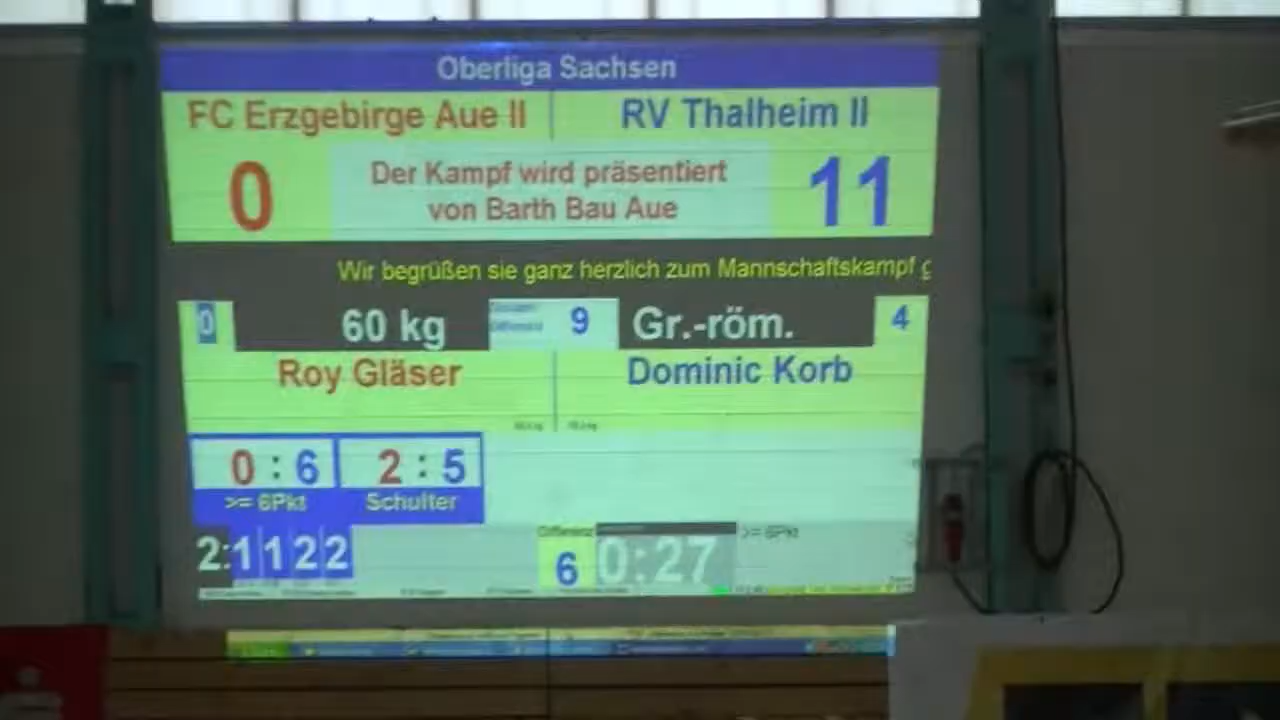 Oberliga Sachsen
FC Erzgebirge Aue II RV Thalheim II
0 Der Kampf wird präsentiert 11
von Barth Bau Aue
Wir begrüßen sie ganz herzlich zum Mannschaftskampf g
0 60 kg 9 Gr.-röm. 4
Roy Gläser Dominic Korb
0 : 6 2 : 5
>= 6Pkt Schulter
Differenz >= 6Pkt
2:1 1 2 2 6 0:27